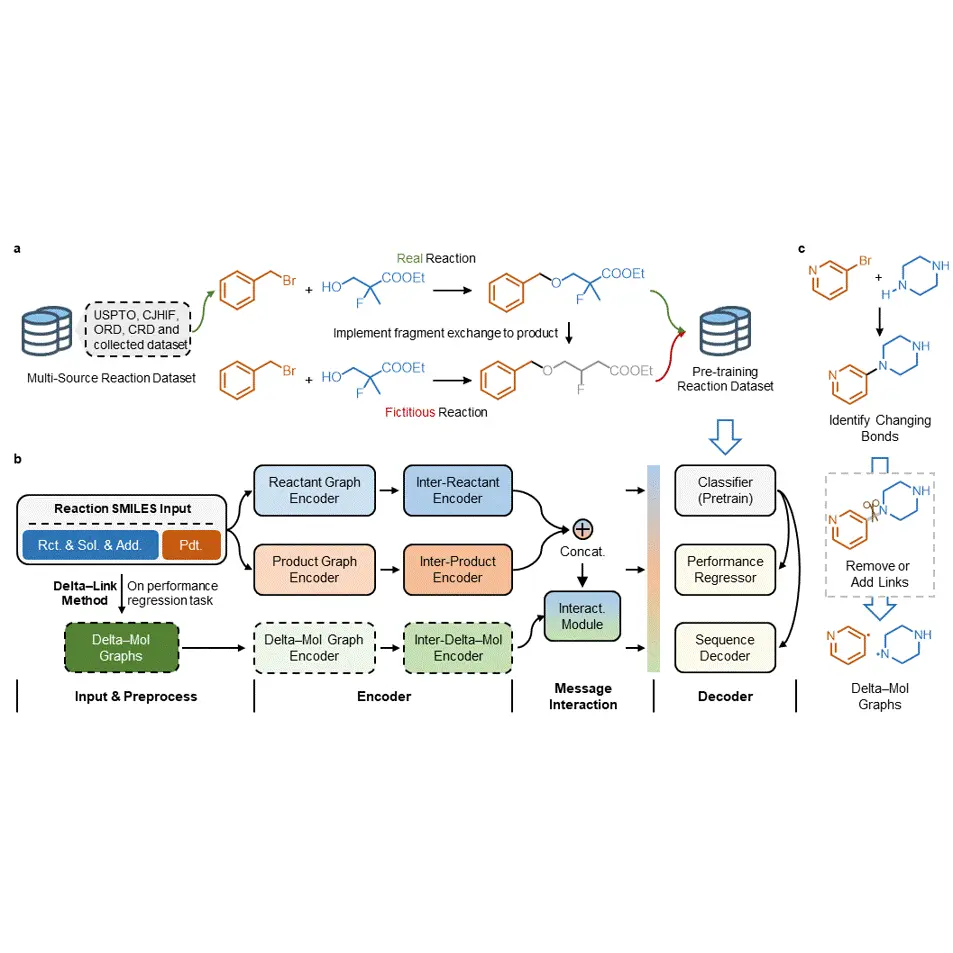 a
Real Reaction
Br
+
HO
F
COOEt
O
F
COOEt
USPTO, CJHIF,
ORD, CRD and
collected dataset
Multi-Source Reaction Dataset
Implement fragment exchange to product
Br
+
HO
F
COOEt
O
F
COOEt
Fictitious Reaction
Pre-training
Reaction Dataset
b
Reaction SMILES Input
Rct. & Sol. & Add.
Pdt.
Delta–Link
Method
On performance
regression task
Delta–Mol
Graphs
Reactant Graph
Encoder
Inter-Reactant
Encoder
Product Graph
Encoder
Inter-Product
Encoder
Delta–Mol Graph
Encoder
Inter-Delta–Mol
Encoder
+
Concat.
Interact.
Module
Classifier
(Pretrain)
Performance
Regressor
Sequence
Decoder
Input & Preprocess
Encoder
Message
Interaction
Decoder
c
N
Br
+
NH
N
H
NH
N
N
Identify Changing
Bonds
NH
N
N
Remove or
Add Links
N
NH
N
Delta–Mol
Graphs